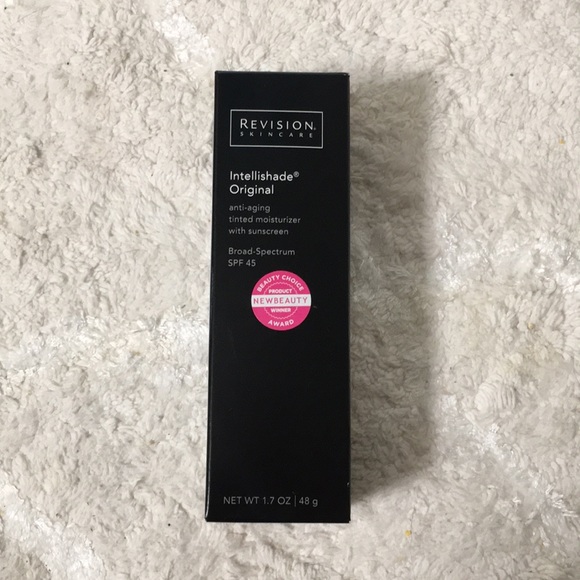 REVISION®
SKINCARE
Intellishade®
Original
anti-aging
tinted moisturizer
with sunscreen
Broad-Spectrum
SPF 45
BEAUTY CHOICE
PRODUCT
NEWBEAUTY
WINNER
AWARD
NET WT 1.7 OZ | 48 g